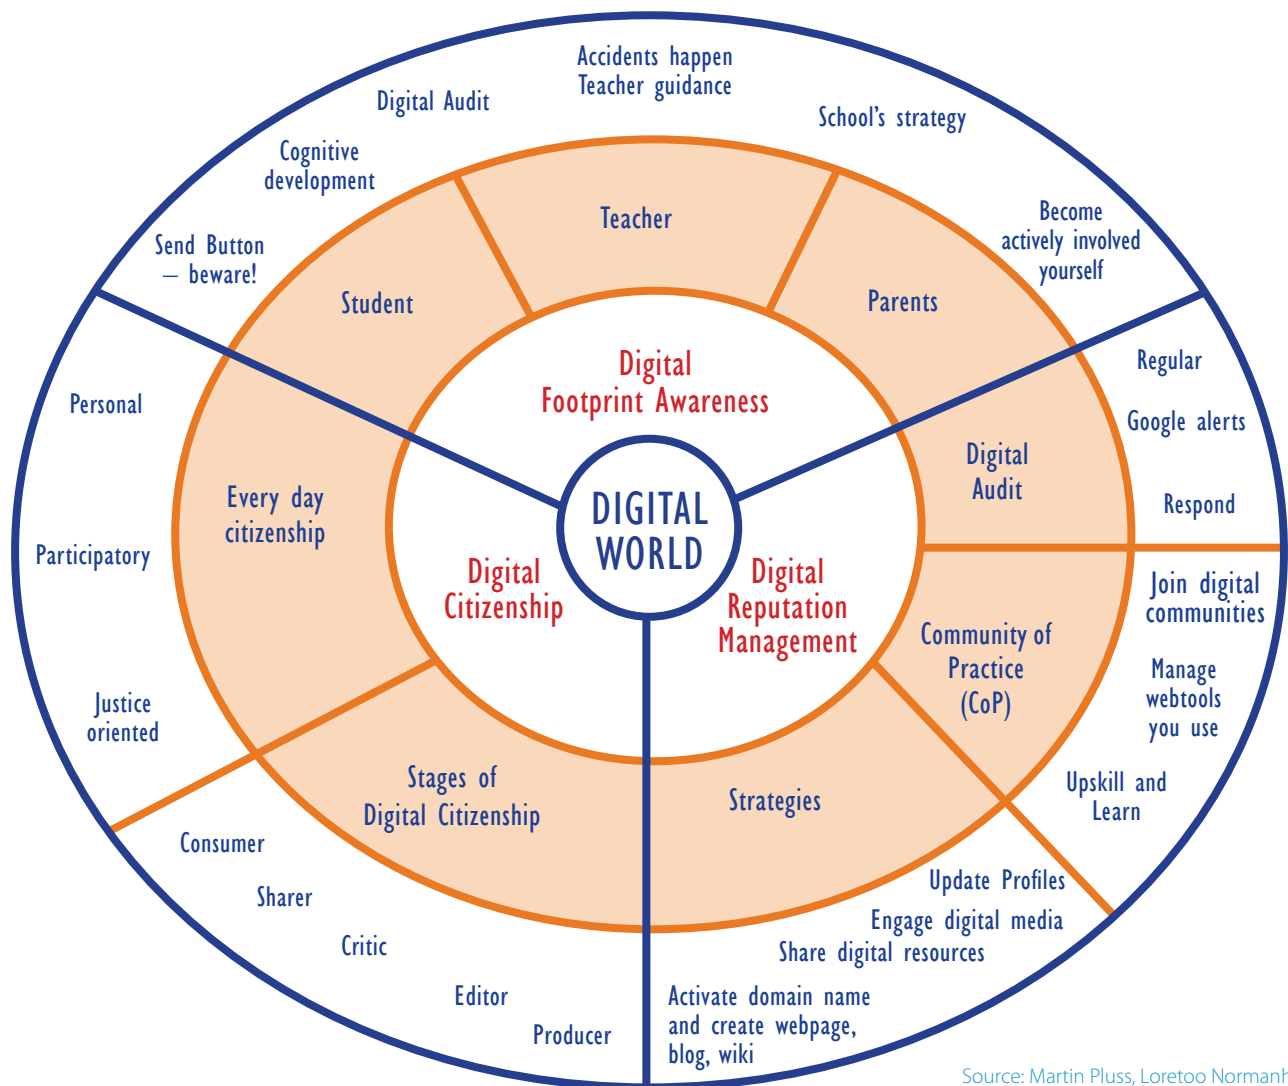 Accidents happen
Teacher guidance
Digital Audit
School's strategy
Cognitive
development
Send Button
– beware!
Become
actively involved
yourself
Teacher
Student
Parents
Digital
Footprint Awareness
Regular
Google alerts
Respond
Digital
Audit
Personal
Participatory
Justice
oriented
Every day
citizenship
DIGITAL
WORLD
Digital
Citizenship
Digital
Reputation
Management
Join digital
communities
Manage
webtools
you use
Upskill and
Learn
Community of
Practice
(CoP)
Stages of
Digital Citizenship
Strategies
Consumer
Sharer
Critic
Editor
Producer
Update Profiles
Engage digital media
Share digital resources
Activate domain name
and create webpage,
blog, wiki
Source: Martin Pluss, Loretoo